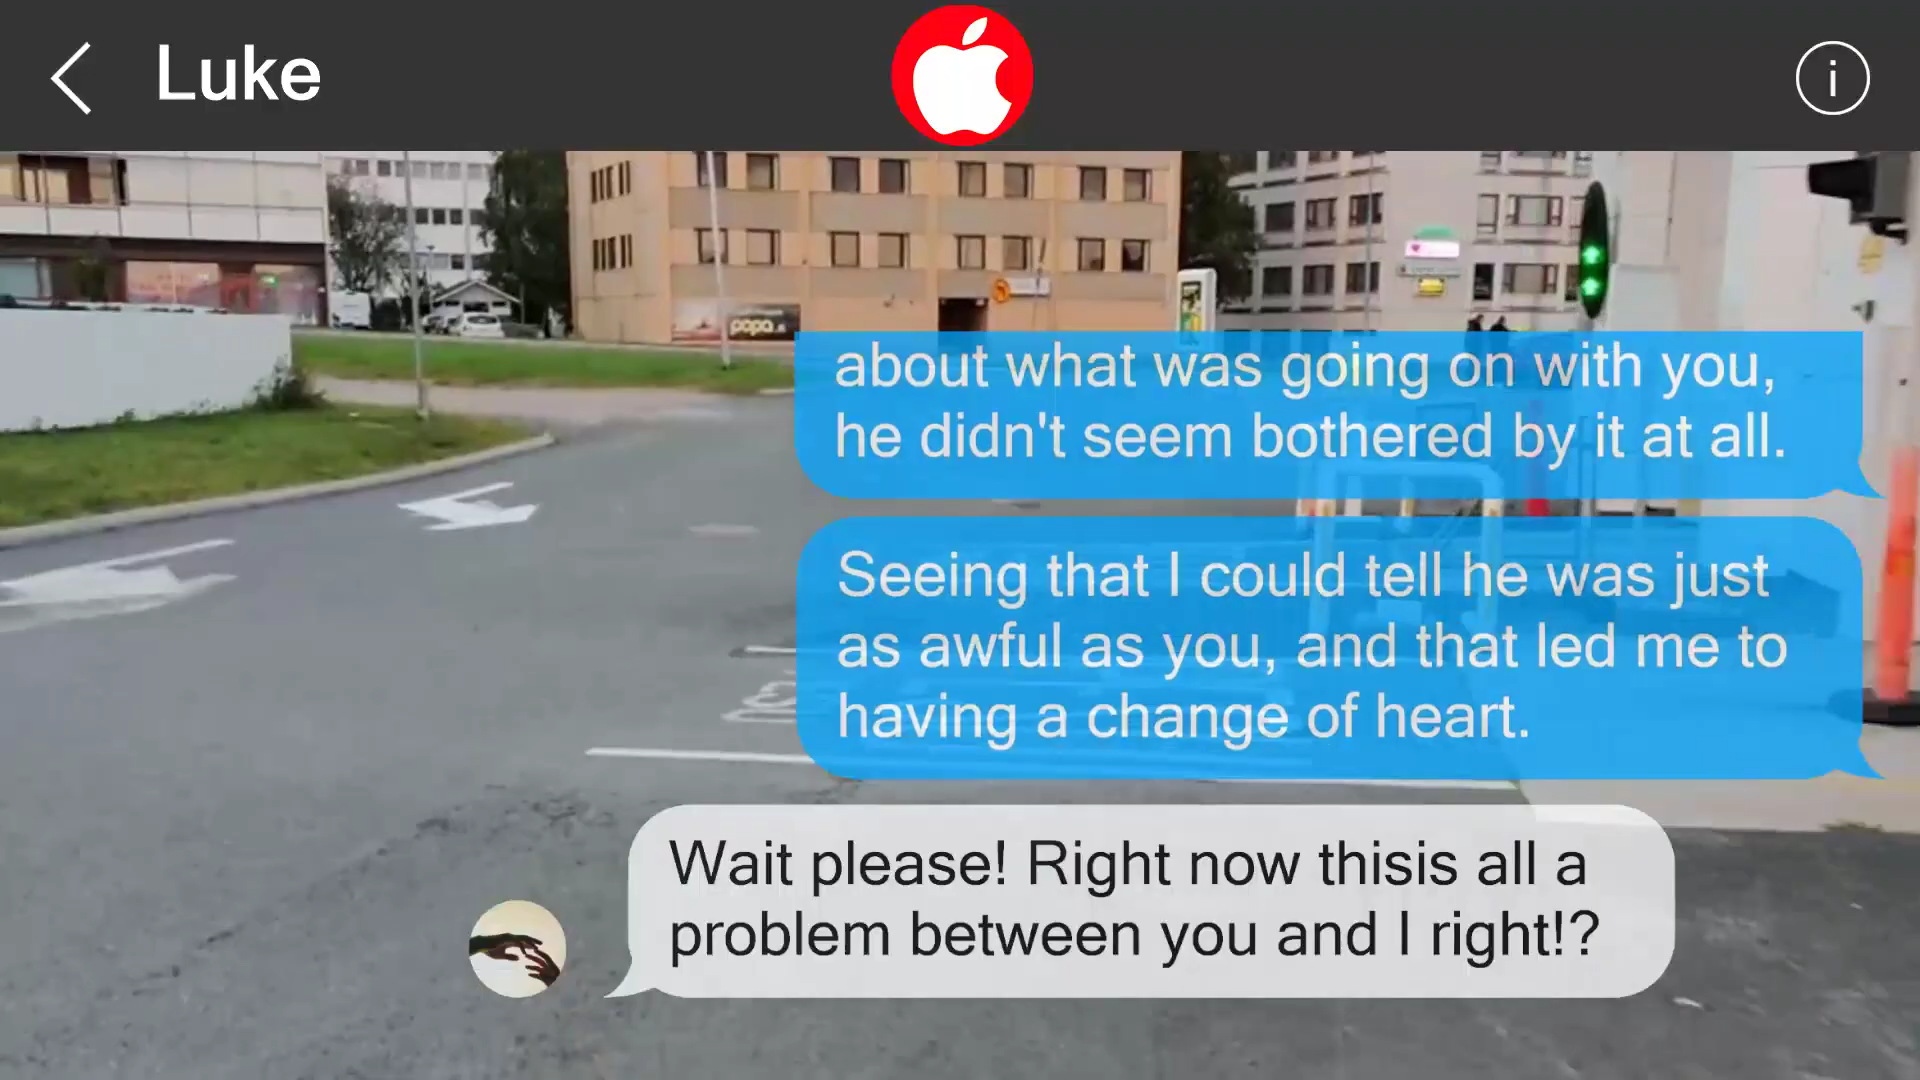 Luke
i
papa
about what was going on with you,
he didn't seem bothered by it at all.
Seeing that I could tell he was just
as awful as you, and that led me to
having a change of heart.
Wait please! Right now thisis all a
problem between you and I right!?